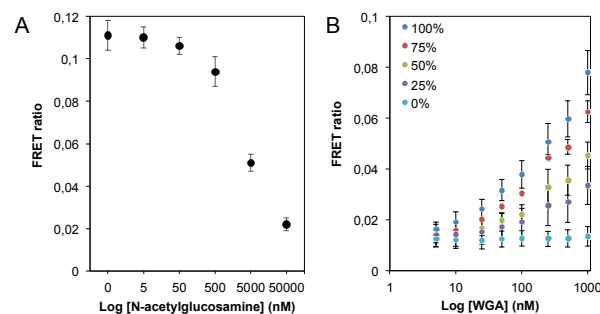 A
0,12
0,1
0,08
0,06
0,04
0,02
0
FRET ratio
0 5 50 500 5000 50000
Log [N-acetylglucosamine] (nM)
B
0,1
0,08
0,06
0,04
0,02
0
FRET ratio
100%
75%
50%
25%
0%
1 10 100 1000
Log [WGA] (nM)